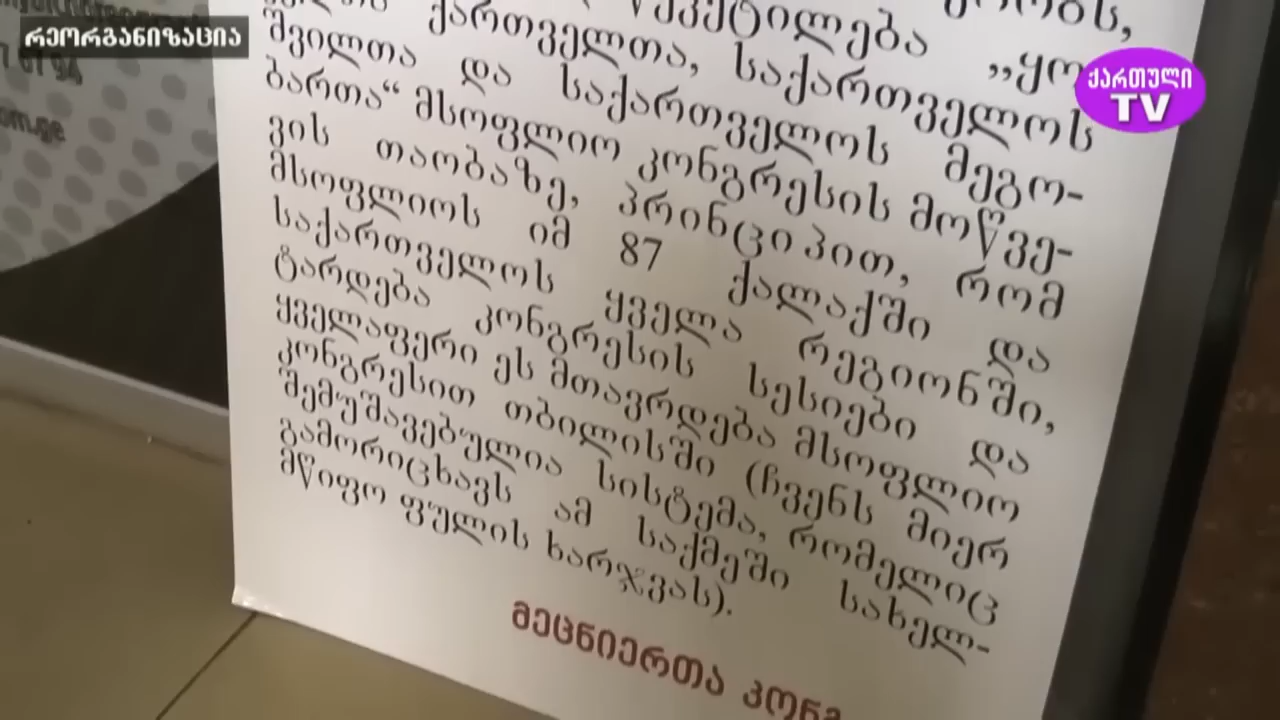 რეორგანიზაცია
ქართული
TV
om.ge
ქართველთა, საქართველოს
შვილთა და საქართველოს მეგო-
ბართა“ მსოფლიო კონგრესის მოწვე-
ვის თაობაზე, პრინციპით, რომ
მსოფლიოს იმ 87 ქალაქში და
საქართველოს ყველა რეგიონში,
ტარდება კონგრესის სესიები და
ყველაფერი ეს მთავრდება მსოფლიო
კონგრესით თბილისში (ჩვენს მიერ
შემუშავებულია სისტემა, რომელიც
გამორიცხავს ამ საქმეში სახელ-
მწიფო ფულის ხარჯვას).
მეცნიერთა